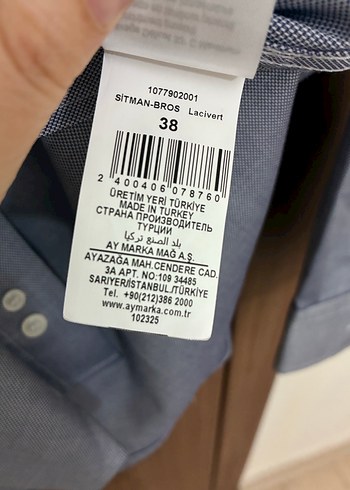 1077902001
SİTMAN-BROS Lacivert
38
2 400406 078760
ÜRETİM YERİ TÜRKİYE
MADE IN TURKEY
СТРАНА ПРОИЗВОДИТЕЛЬ
ТУРЦИИ
بلد الصنع تركيا
AY MARKA MAĞ A.Ş.
AYAZAĞA MAH.CENDERE CAD.
3A APT. NO:109 34485
SARIYER/İSTANBUL/TÜRKİYE
Tel. +90(212)386 2000
www.aymarka.com.tr
102325